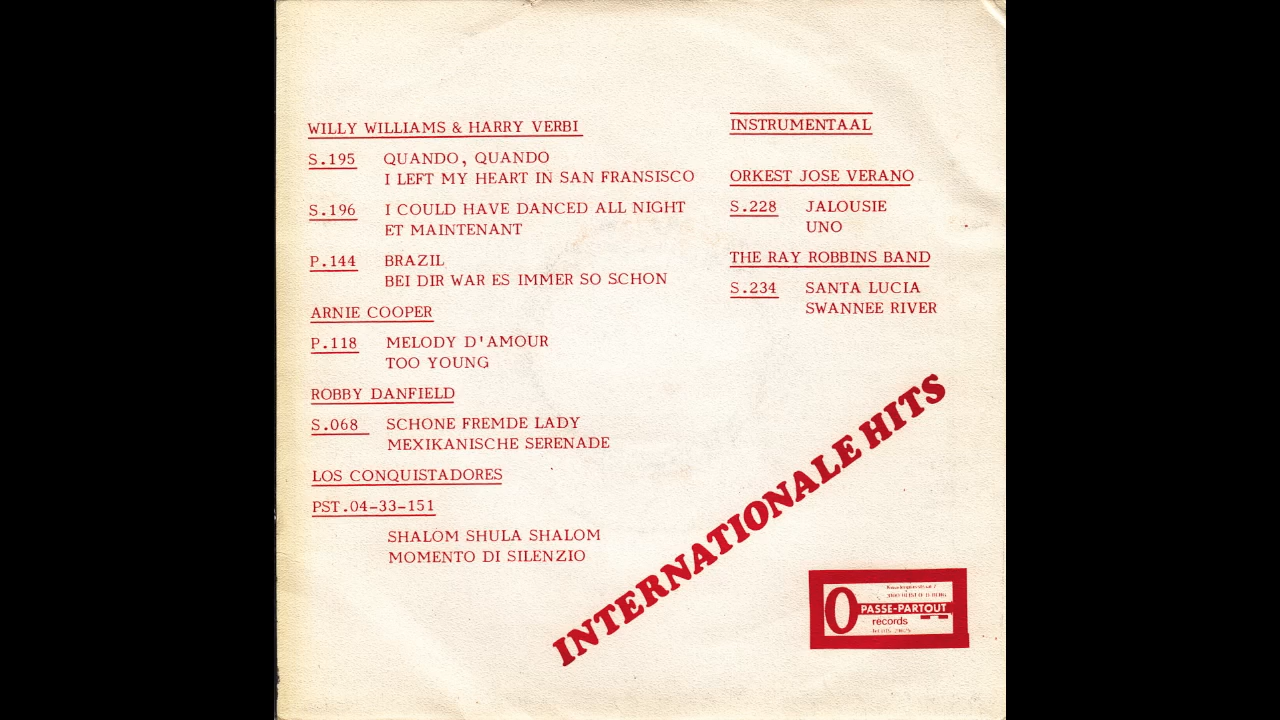 WILLY WILLIAMS & HARRY VERBI
S.195 QUANDO, QUANDO
I LEFT MY HEART IN SAN FRANSISCO
S.196 I COULD HAVE DANCED ALL NIGHT
ET MAINTENANT
P.144 BRAZIL
BEI DIR WAR ES IMMER SO SCHON
ARNIE COOPER
P.118 MELODY D'AMOUR
TOO YOUNG
ROBBY DANFIELD
S.068 SCHONE FREMDE LADY
MEXIKANISCHE SERENADE
LOS CONQUISTADORES
PST.04-33-151
SHALOM SHULA SHALOM
MOMENTO DI SILENZIO
INSTRUMENTAAL
ORKEST JOSE VERANO
S.228 JALOUSIE
UNO
THE RAY ROBBINS BAND
S.234 SANTA LUCIA
SWANNEE RIVER
INTERNATIONALE HITS
PASSE-PARTOUT
records